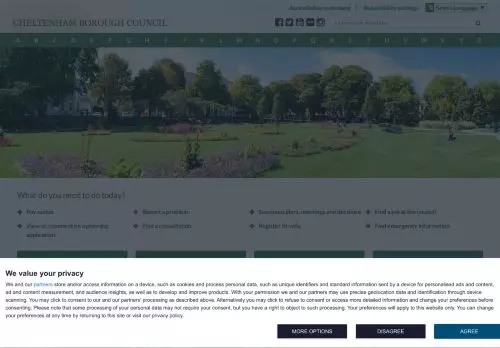 Accessibility statement Accessibility settings Select Language
CHELTENHAM BOROUGH COUNCIL
A B C D E F G H I J K L M N O P Q R S T U V W X Y Z
What do you need to do today?
Pay online
Report a problem
Find a job at the council
View or comment on a planning application
Find a consultation
Register to vote
Find emergency information
We value your privacy
We and our partners store and/or access information on a device, such as cookies and process personal data, such as unique identifiers and standard information sent by a device for personalised ads and content,
ad and content measurement, and audience insights, as well as to develop and improve products. With your permission we and our partners may use precise geolocation data and identification through device
scanning. You may click to consent to our and our partners' processing as described above. Alternatively you may click to refuse to consent or access more detailed information and change your preferences before
consenting. Please note that some processing of your personal data may not require your consent, but you have a right to object to such processing. Your preferences will apply to this website only. You can change
your preferences at any time by returning to this site or visit our privacy policy.
MORE OPTIONS DISAGREE AGREE